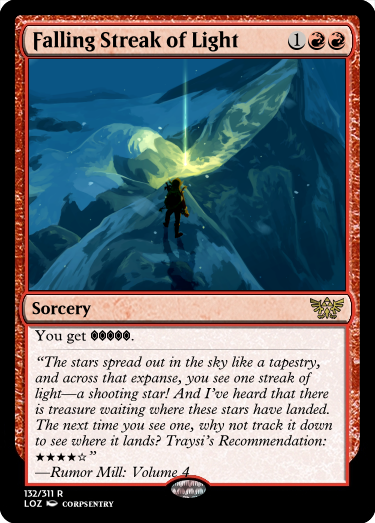 Falling Streak of Light 1
Sorcery
You get
“The stars spread out in the sky like a tapestry,
and across that expanse, you see one streak of
light—a shooting star! And I’ve heard that there
is treasure waiting where these stars have landed.
The next time you see one, why not track it down
to see where it lands? Traysi’s Recommendation:
★★★★☆”
—Rumor Mill: Volume 4
132/311 R
LOZ CORPSENTRY